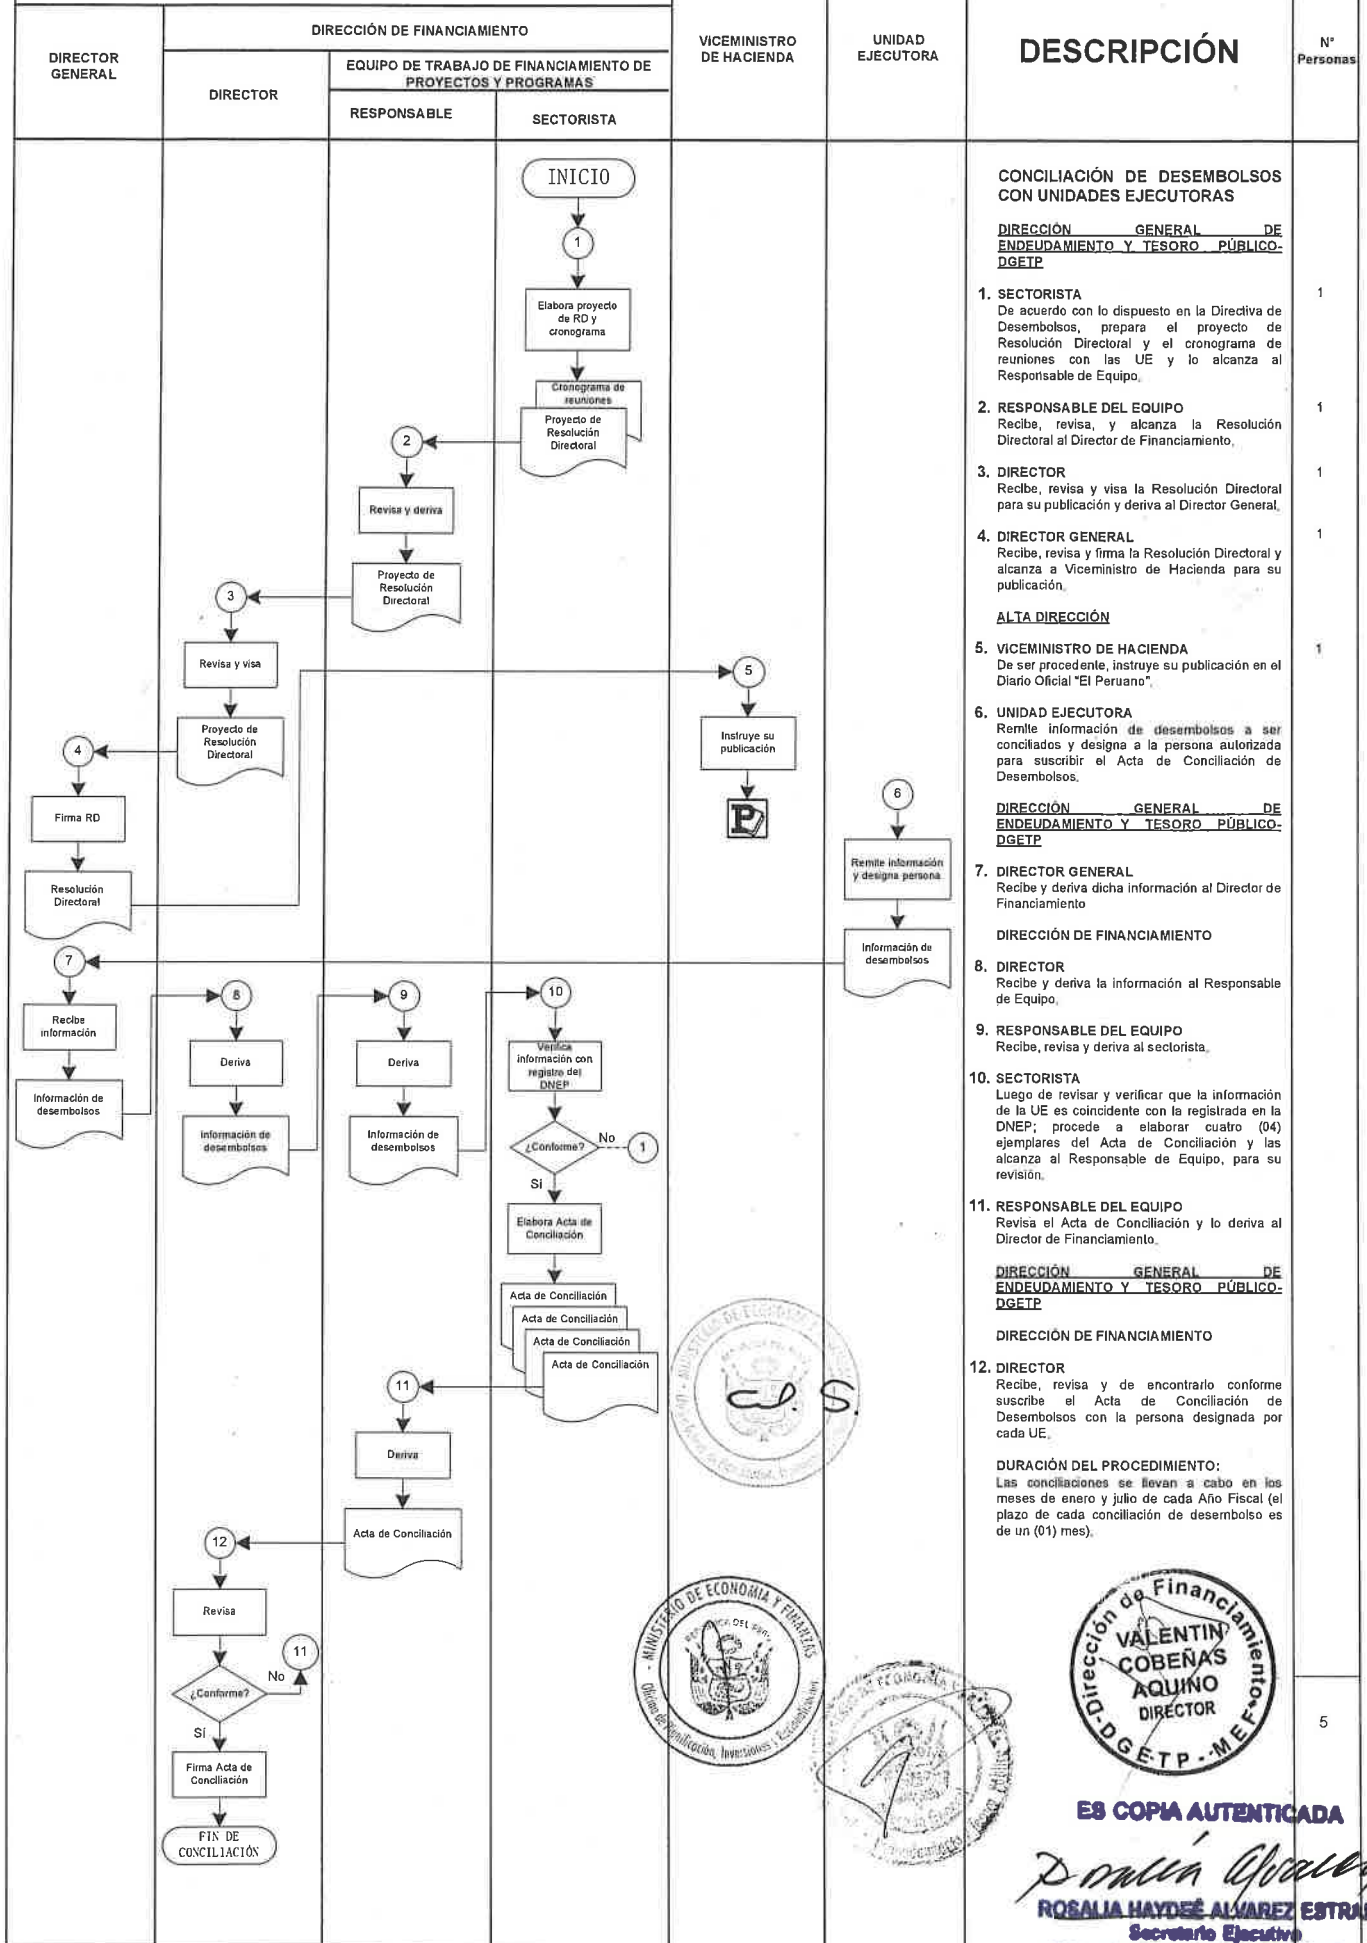 DIRECTOR
GENERAL
DIRECCIÓN DE FINANCIAMIENTO
DIRECTOR
EQUIPO DE TRABAJO DE FINANCIAMIENTO DE
PROYECTOS Y PROGRAMAS
RESPONSABLE
SECTORISTA
VICEMINISTRO
DE HACIENDA
UNIDAD
EJECUTORA
DESCRIPCIÓN
N°
Personas
INICIO
1
Elabora proyecto
de RD y
cronograma
Cronograma de
reuniones
Proyecto de
Resolución
Directoral
2
Revisa y deriva
Proyecto de
Resolución
Directoral
3
Revisa y visa
Proyecto de
Resolución
Directoral
4
Firma RD
Resolución
Directoral
5
Instruye su
publicación
P
6
Remite información
y designa persona
Información de
desembolsos
7
Recibe
información
Información de
desembolsos
8
Deriva
Información de
desembolsos
9
Deriva
Información de
desembolsos
10
Verifica
información con
registro del
DNEP
¿Conforme?
No
1
Si
Elabora Acta de
Conciliación
Acta de Conciliación
Acta de Conciliación
Acta de Conciliación
Acta de Conciliación
11
Deriva
Acta de Conciliación
12
Revisa
¿Conforme?
No
11
Sí
Firma Acta de
Conciliación
FIN DE
CONCILIACIÓN
CONCILIACIÓN DE DESEMBOLSOS
CON UNIDADES EJECUTORAS
DIRECCIÓN GENERAL DE
ENDEUDAMIENTO Y TESORO PÚBLICO-
DGETP
1. SECTORISTA
De acuerdo con lo dispuesto en la Directiva de
Desembolsos, prepara el proyecto de
Resolución Directoral y el cronograma de
reuniones con las UE y lo alcanza al
Responsable de Equipo.
1
2. RESPONSABLE DEL EQUIPO
Recibe, revisa, y alcanza la Resolución
Directoral al Director de Financiamiento.
1
3. DIRECTOR
Recibe, revisa y visa la Resolución Directoral
para su publicación y deriva al Director General.
1
4. DIRECTOR GENERAL
Recibe, revisa y firma la Resolución Directoral y
alcanza a Viceministro de Hacienda para su
publicación.
1
ALTA DIRECCIÓN
5. VICEMINISTRO DE HACIENDA
De ser procedente, instruye su publicación en el
Diario Oficial "El Peruano".
1
6. UNIDAD EJECUTORA
Remite información de desembolsos a ser
conciliados y designa a la persona autorizada
para suscribir el Acta de Conciliación de
Desembolsos.
DIRECCIÓN GENERAL DE
ENDEUDAMIENTO Y TESORO PÚBLICO-
DGETP
7. DIRECTOR GENERAL
Recibe y deriva dicha información al Director de
Financiamiento
DIRECCIÓN DE FINANCIAMIENTO
8. DIRECTOR
Recibe y deriva la información al Responsable
de Equipo.
9. RESPONSABLE DEL EQUIPO
Recibe, revisa y deriva al sectorista.
10. SECTORISTA
Luego de revisar y verificar que la información
de la UE es coincidente con la registrada en la
DNEP; procede a elaborar cuatro (04)
ejemplares del Acta de Conciliación y las
alcanza al Responsable de Equipo, para su
revisión.
11. RESPONSABLE DEL EQUIPO
Revisa el Acta de Conciliación y lo deriva al
Director de Financiamiento.
DIRECCIÓN GENERAL DE
ENDEUDAMIENTO Y TESORO PÚBLICO-
DGETP
DIRECCIÓN DE FINANCIAMIENTO
12. DIRECTOR
Recibe, revisa y de encontrarlo conforme
suscribe el Acta de Conciliación de
Desembolsos con la persona designada por
cada UE.
DURACIÓN DEL PROCEDIMIENTO:
Las conciliaciones se llevan a cabo en los
meses de enero y julio de cada Año Fiscal (el
plazo de cada conciliación de desembolso es
de un (01) mes).
5
MINISTERIO DE ECONOMIA Y FINANZAS
Oficina de Planificación, Inversiones y
Dirección de Financiamiento
VALENTIN
COBEÑAS
AQUINO
DIRECTOR
DGETP - MEF
ES COPIA AUTENTICADA
ROSALIA HAYDEÉ ALVAREZ ESTRA
Secretario Ejecutivo